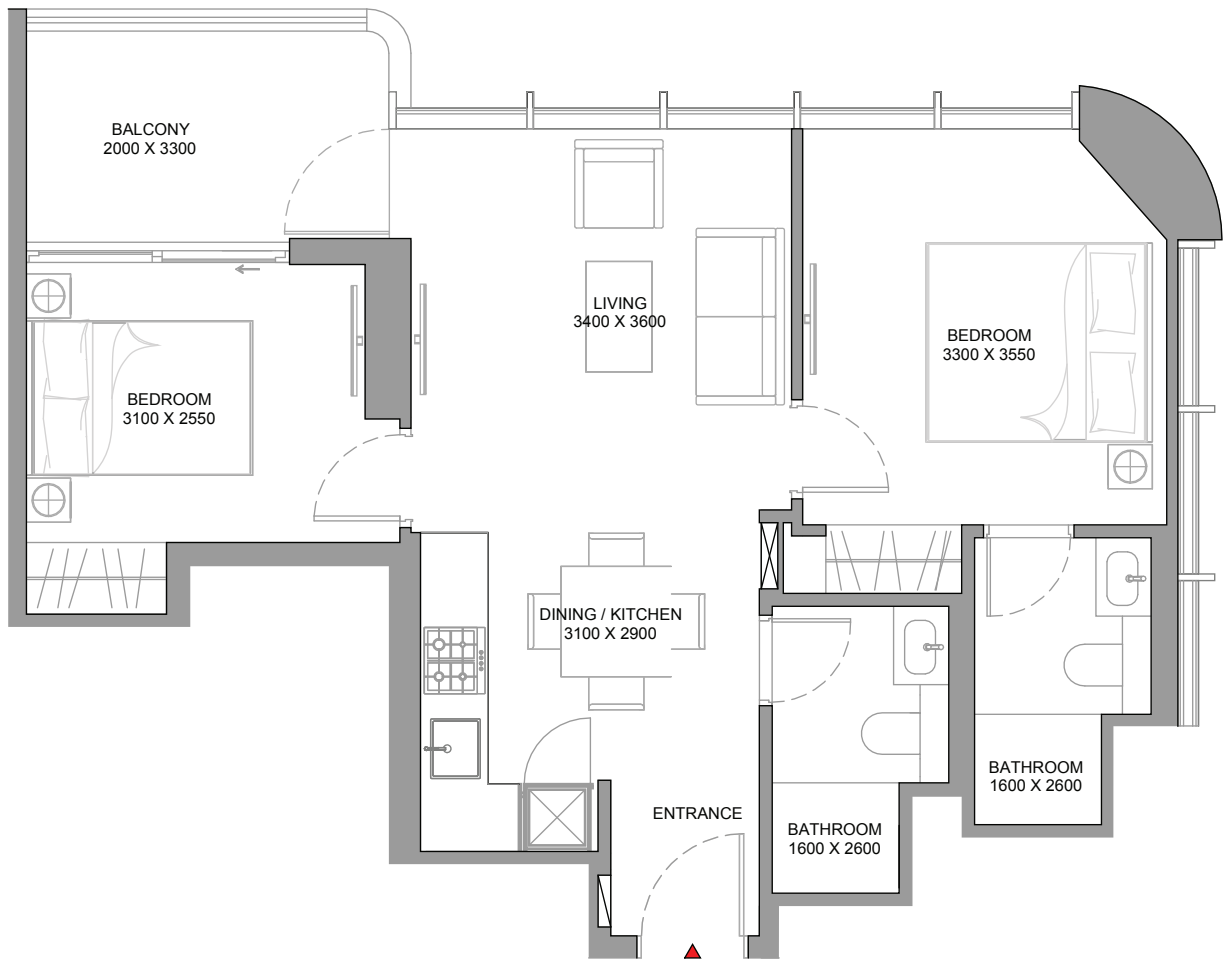 BALCONY
2000 X 3300
LIVING
3400 X 3600
BEDROOM
3300 X 3550
BEDROOM
3100 X 2550
DINING / KITCHEN
3100 X 2900
ENTRANCE
BATHROOM
1600 X 2600
BATHROOM
1600 X 2600